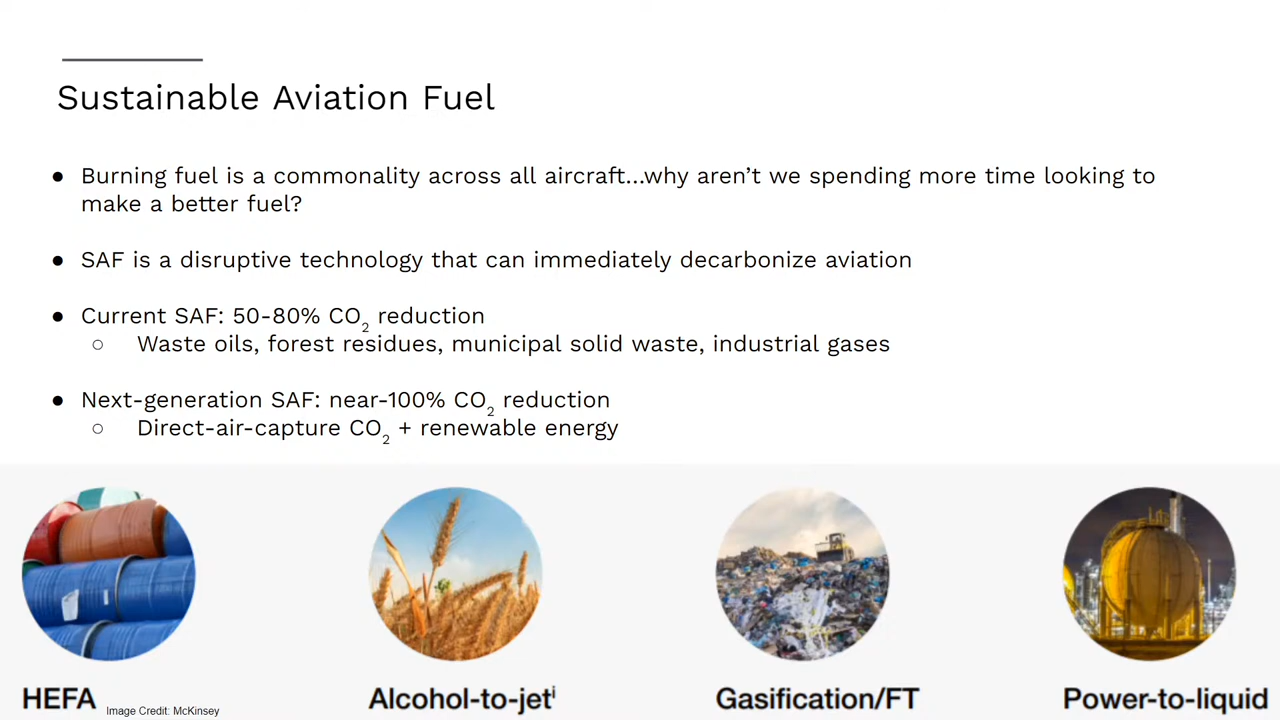 Sustainable Aviation Fuel
● Burning fuel is a commonality across all aircraft...why aren’t we spending more time looking to
make a better fuel?
● SAF is a disruptive technology that can immediately decarbonize aviation
● Current SAF: 50-80% CO₂ reduction
○ Waste oils, forest residues, municipal solid waste, industrial gases
● Next-generation SAF: near-100% CO₂ reduction
○ Direct-air-capture CO₂ + renewable energy
HEFA
Image Credit: McKinsey
Alcohol-to-jetⁱ
Gasification/FT
Power-to-liquid